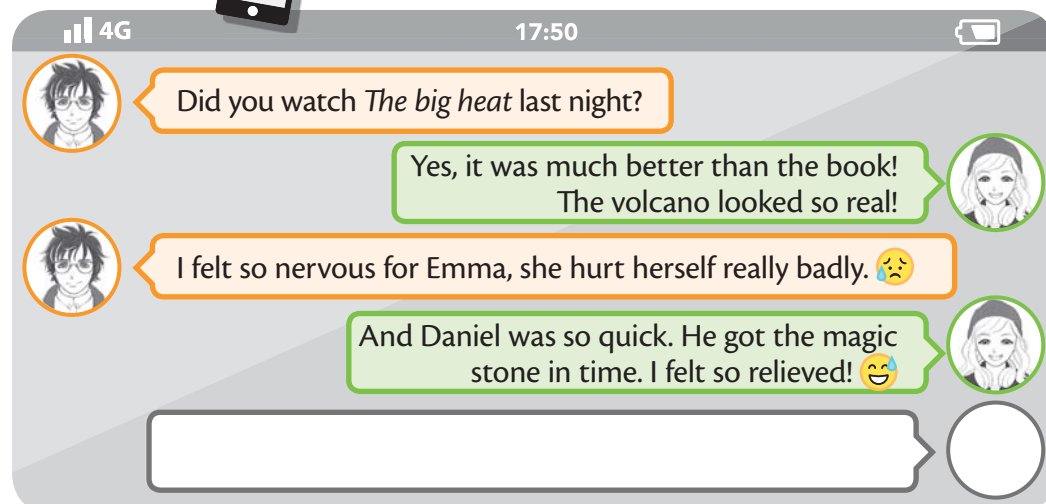 4G
17:50
Did you watch The big heat last night?
Yes, it was much better than the book!
The volcano looked so real!
I felt so nervous for Emma, she hurt herself really badly. 😥
And Daniel was so quick. He got the magic
stone in time. I felt so relieved! 😅